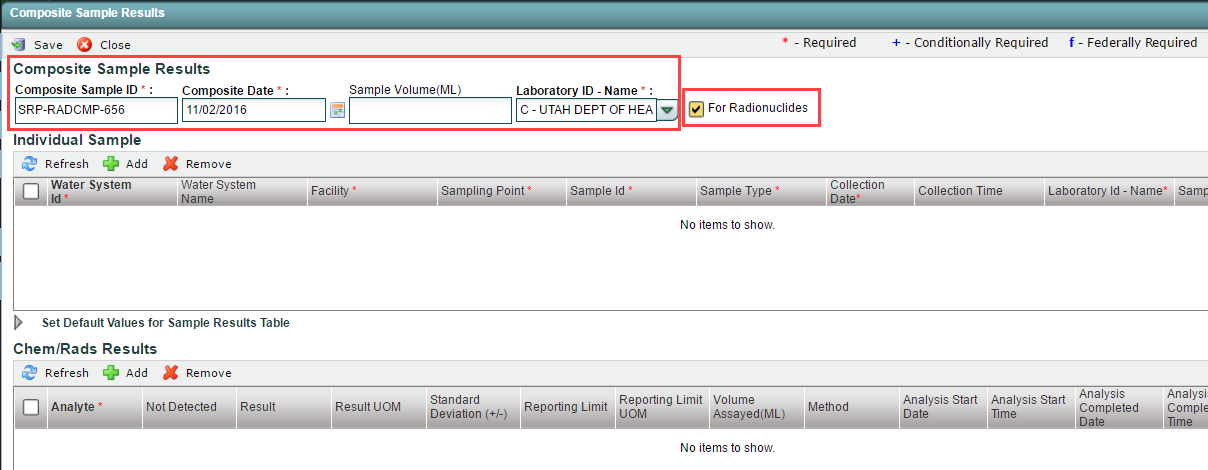 Composite Sample Results
Save Close * - Required + - Conditionally Required f - Federally Required
Composite Sample Results
Composite Sample ID * : Composite Date * : Sample Volume(ML) Laboratory ID - Name * :
SRP-RADCMP-656 11/02/2016 C - UTAH DEPT OF HEA For Radionuclides
Individual Sample
Refresh Add Remove
Water System Id * Water System Name Facility * Sampling Point * Sample Id * Sample Type * Collection Date* Collection Time Laboratory Id - Name* Samp
No items to show.
Set Default Values for Sample Results Table
Chem/Rads Results
Refresh Add Remove
Analyte * Not Detected Result Result UOM Standard Deviation (+/-) Reporting Limit Reporting Limit UOM Volume Assayed(ML) Method Analysis Start Date Analysis Start Time Analysis Completed Date Analys Comple Time
No items to show.